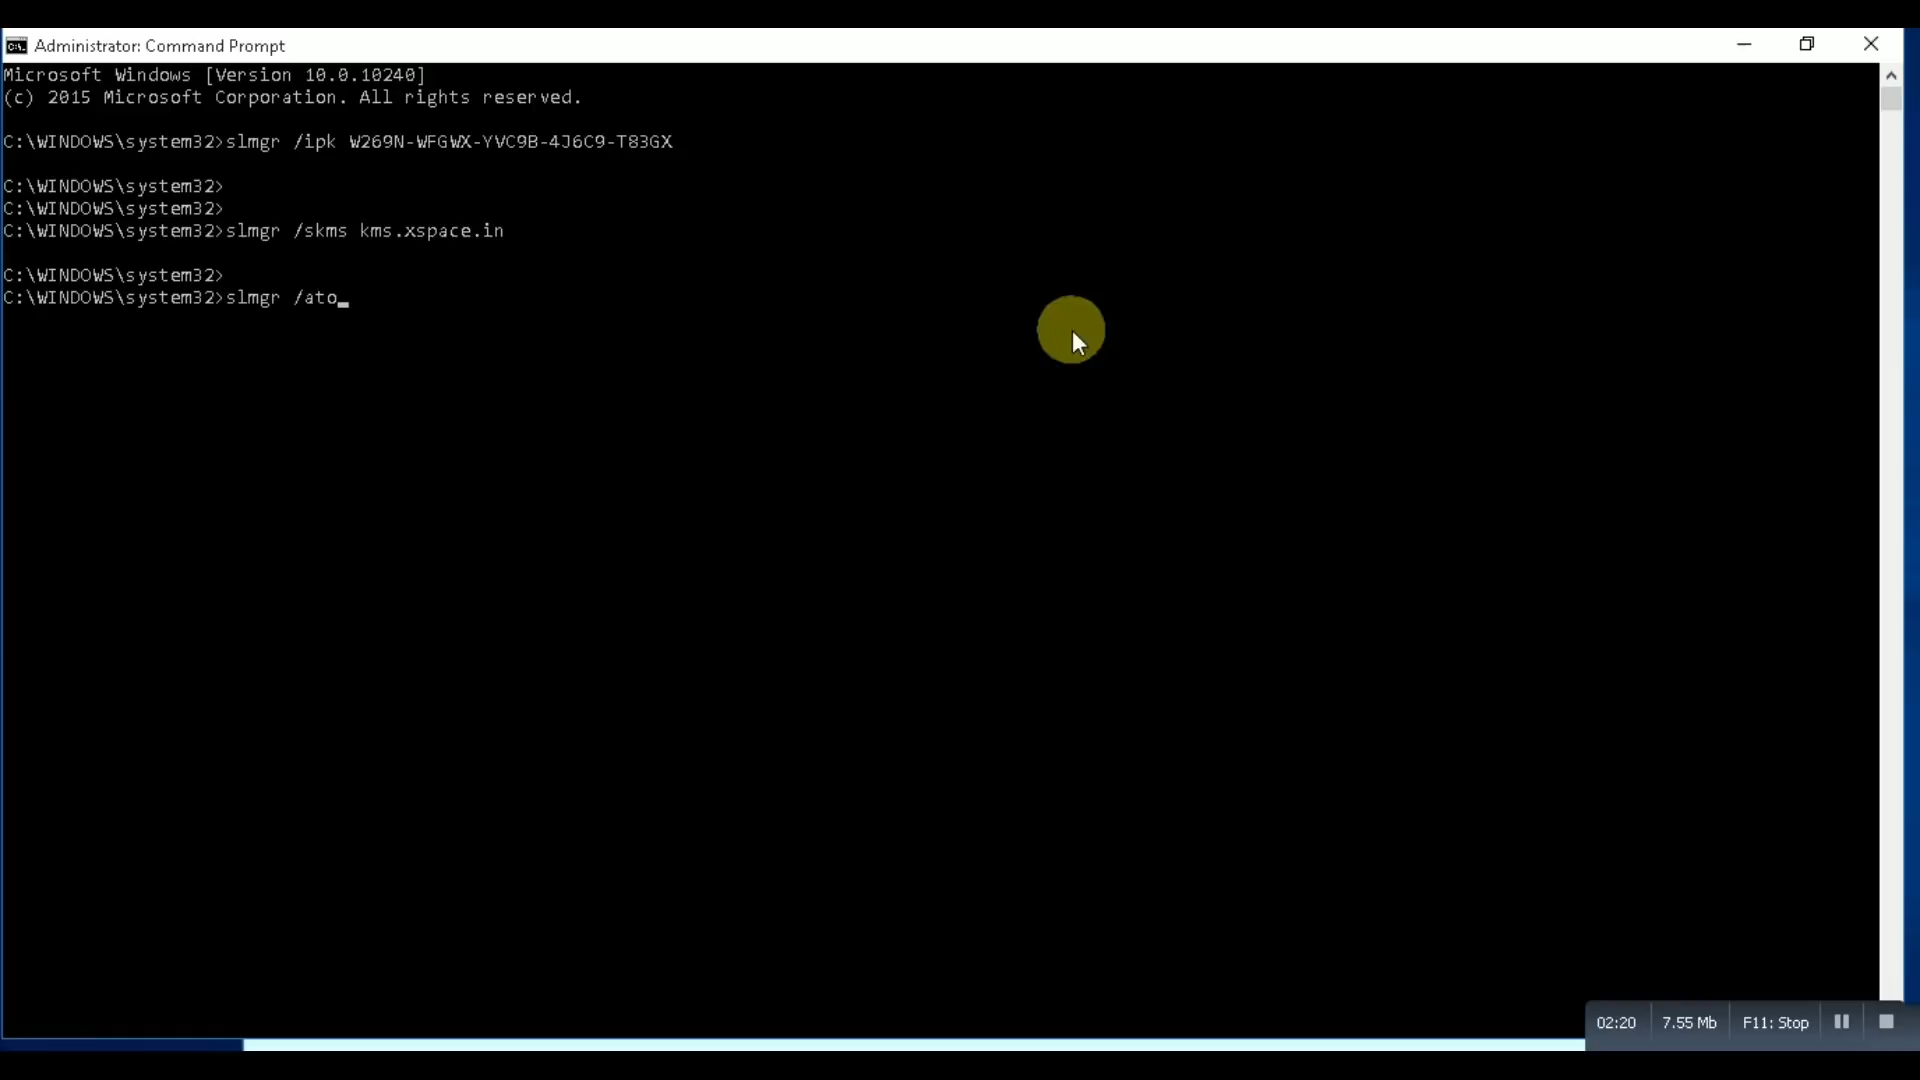 Administrator: Command Prompt
Microsoft Windows [Version 10.0.10240]
(c) 2015 Microsoft Corporation. All rights reserved.
C:\WINDOWS\system32>slmgr /ipk W269N-WFGWX-YVC9B-4J6C9-T83GX
C:\WINDOWS\system32>
C:\WINDOWS\system32>
C:\WINDOWS\system32>slmgr /skms kms.xspace.in
C:\WINDOWS\system32>
C:\WINDOWS\system32>slmgr /ato_
02:20 7.55 Mb F11: Stop